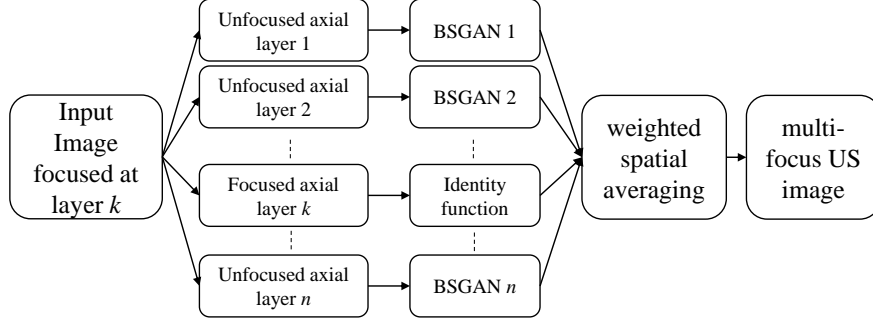 Input
Image
focused at
layer k
Unfocused axial
layer 1
BSGAN 1
Unfocused axial
layer 2
BSGAN 2
Focused axial
layer k
Identity
function
Unfocused axial
layer n
BSGAN n
weighted
spatial
averaging
multi-
focus US
image